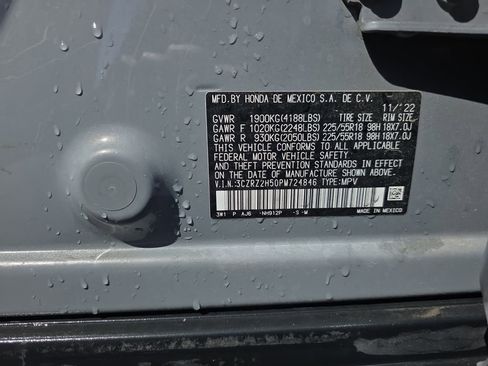 MFD.BY HONDA DE MEXICO S.A. DE C.V.
11/'22
GVWR 1900KG(4188LBS) TIRE SIZE RIM SIZE
GAWR F 1020KG(2248LBS) 225/55R18 98H 18X7.0J
GAWR R 930KG(2050LBS) 225/55R18 98H 18X7.0J
THIS VEHICLE CONFORMS TO ALL APPLICABLE
FEDERAL MOTOR VEHICLE SAFETY, BUMPER,
AND THEFT PREVENTION STANDARDS IN EFFECT
ON THE DATE OF MANUFACTURE SHOWN ABOVE.
V.I.N.:3CZRZ2H50PM724846 TYPE:MPV
3W1 P AJ6 -NH912P -S -M MADE IN MEXICO